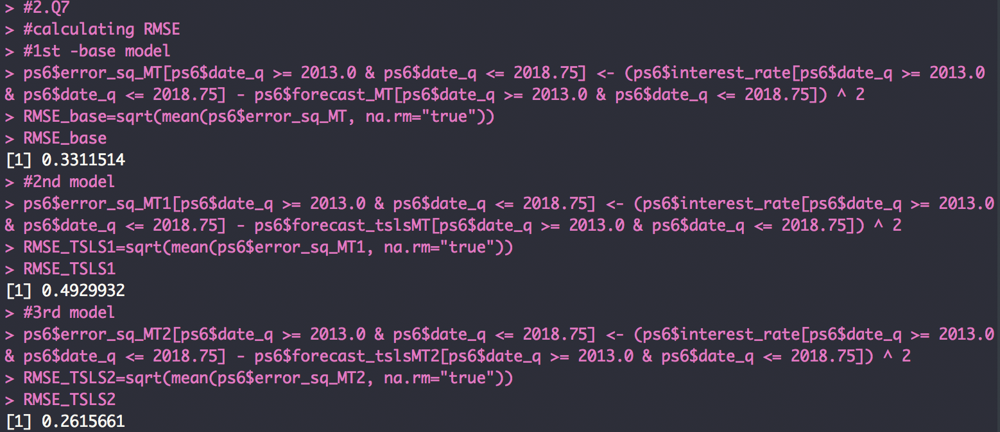 > #2.Q7
> #calculating RMSE
> #1st -base model
> ps6$error_sq_MT[ps6$date_q >= 2013.0 & ps6$date_q <= 2018.75] <- (ps6$interest_rate[ps6$date_q >= 2013.0
& ps6$date_q <= 2018.75] - ps6$forecast_MT[ps6$date_q >= 2013.0 & ps6$date_q <= 2018.75]) ^ 2
> RMSE_base=sqrt(mean(ps6$error_sq_MT, na.rm="true"))
> RMSE_base
[1] 0.3311514
> #2nd model
> ps6$error_sq_MT1[ps6$date_q >= 2013.0 & ps6$date_q <= 2018.75] <- (ps6$interest_rate[ps6$date_q >= 2013.0
& ps6$date_q <= 2018.75] - ps6$forecast_tslsMT[ps6$date_q >= 2013.0 & ps6$date_q <= 2018.75]) ^ 2
> RMSE_TSLS1=sqrt(mean(ps6$error_sq_MT1, na.rm="true"))
> RMSE_TSLS1
[1] 0.4929932
> #3rd model
> ps6$error_sq_MT2[ps6$date_q >= 2013.0 & ps6$date_q <= 2018.75] <- (ps6$interest_rate[ps6$date_q >= 2013.0
& ps6$date_q <= 2018.75] - ps6$forecast_tslsMT2[ps6$date_q >= 2013.0 & ps6$date_q <= 2018.75]) ^ 2
> RMSE_TSLS2=sqrt(mean(ps6$error_sq_MT2, na.rm="true"))
> RMSE_TSLS2
[1] 0.2615661